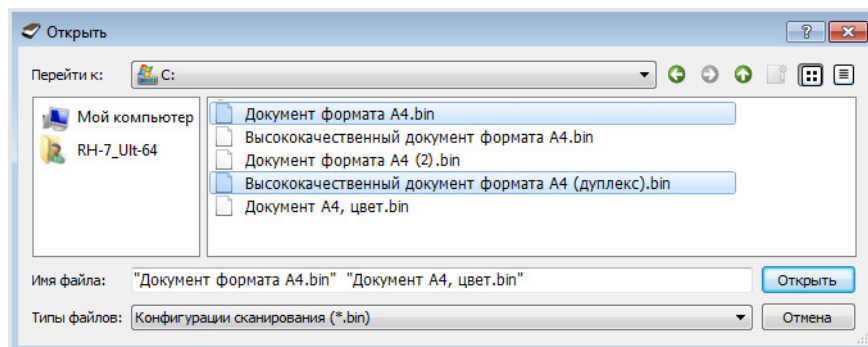 Открыть
Перейти к:
C:
Мой компьютер
RH-7_Ult-64
Документ формата A4.bin
Высококачественный документ формата A4.bin
Документ формата A4 (2).bin
Высококачественный документ формата A4 (дуплекс).bin
Документ A4, цвет.bin
Имя файла: "Документ формата A4.bin" "Документ A4, цвет.bin" Открыть
Типы файлов: Конфигурации сканирования (*.bin) Отмена